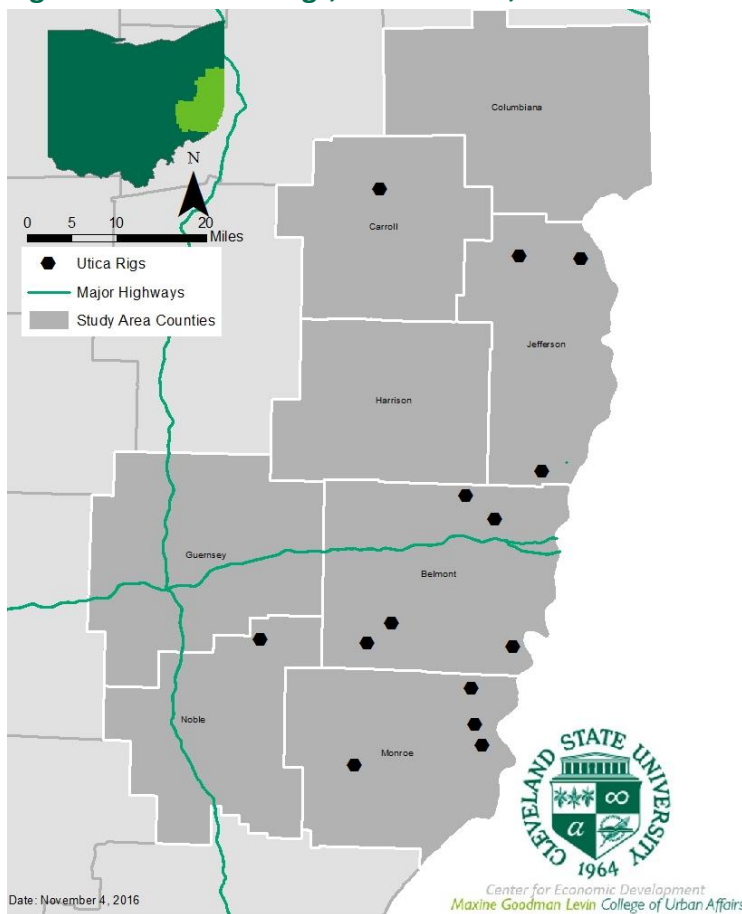 Columbiana
N
Carroll
0 5 10 20
Miles
Utica Rigs
Major Highways
Study Area Counties
Jefferson
Harrison
Guernsey
Belmont
Noble
Monroe
CLEVELAND STATE UNIVERSITY
1964
Center for Economic Development
Maxine Goodman Levin College of Urban Affairs
Date: November 4, 2016